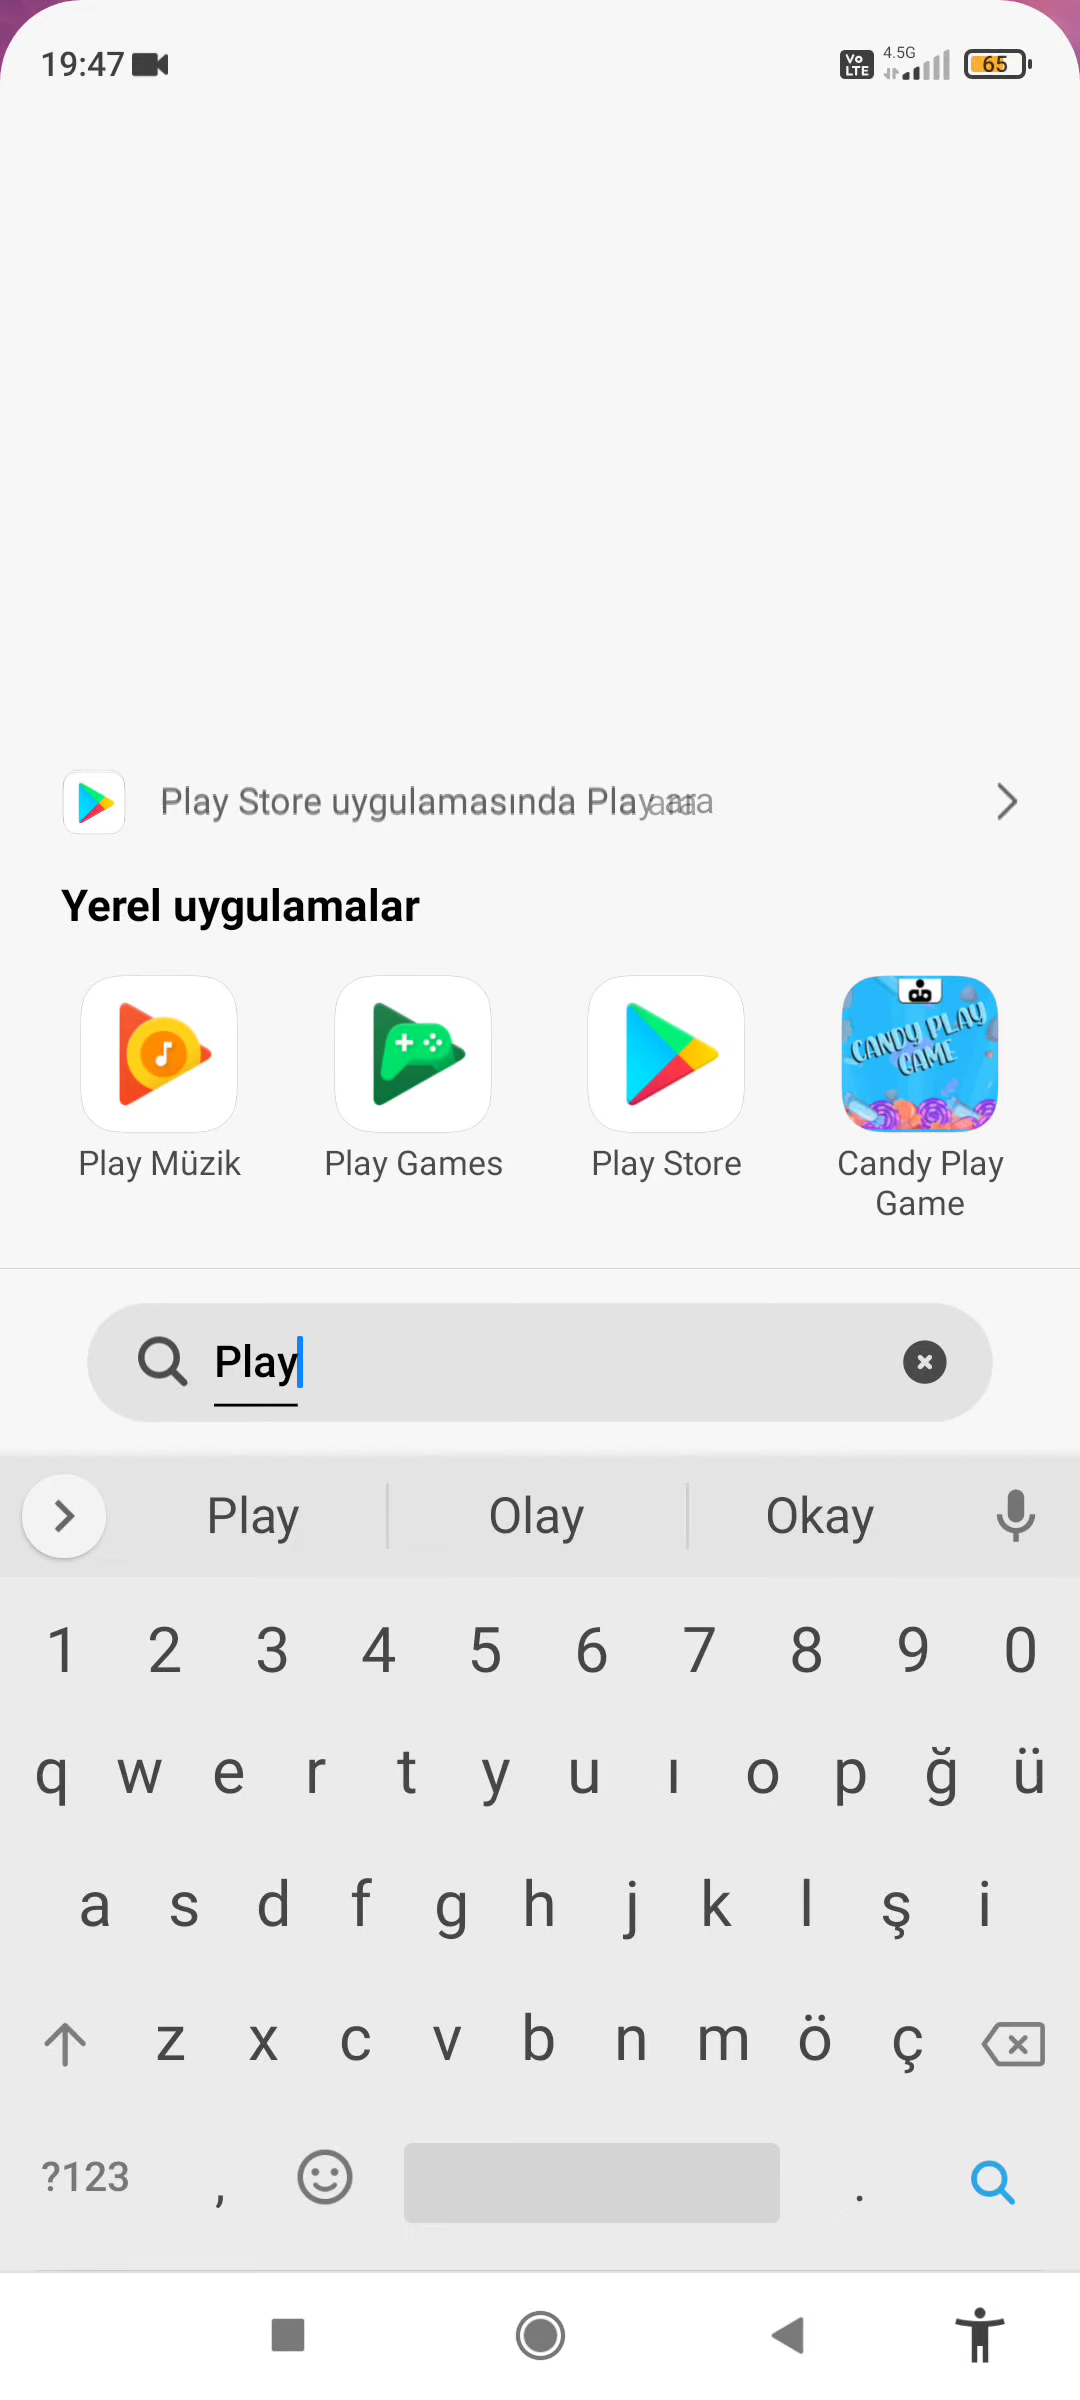 19:47
Vo
LTE
4.5G
65
Play Store uygulamasında Play ara
Yerel uygulamalar
CANDY PLAY
GAME
Play Müzik
Play Games
Play Store
Candy Play
Game
Play
Play
Olay
Okay
1 2 3 4 5 6 7 8 9 0
q w e r t y u ı o p ğ ü
a s d f g h j k l ş i
z x c v b n m ö ç
?123 , .